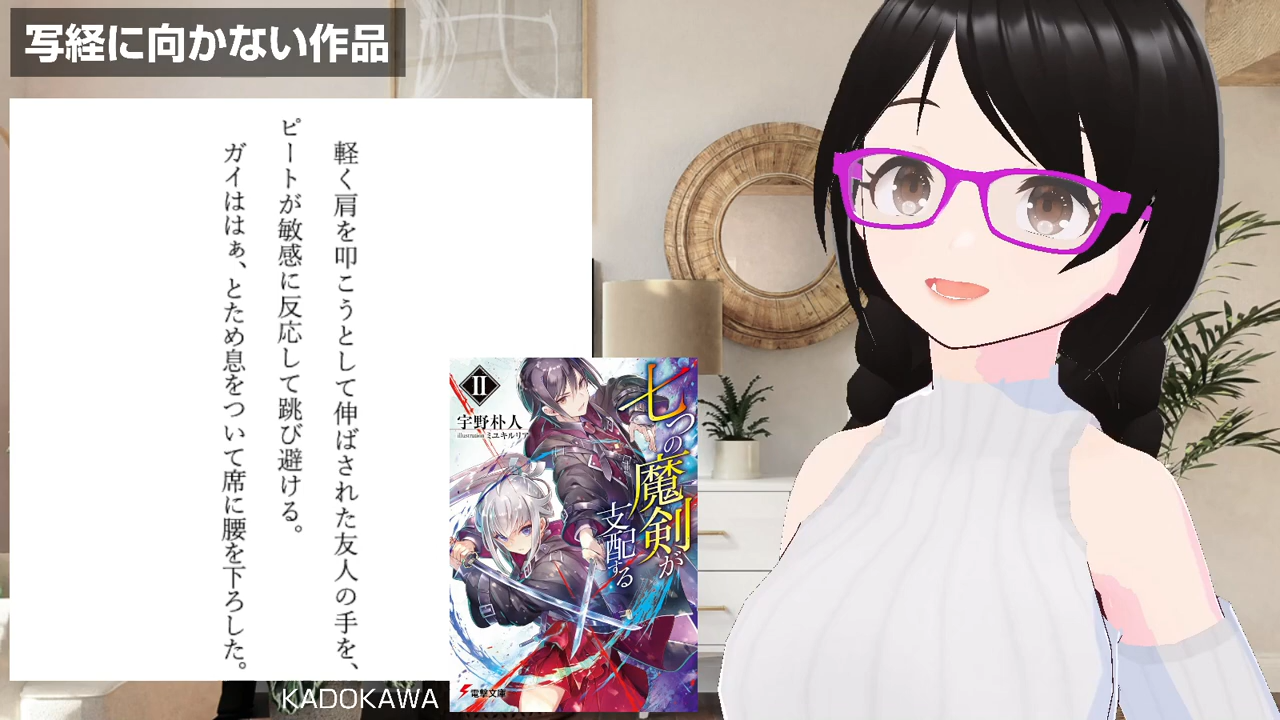 写経に向かない作品
軽く肩を叩こうとして伸ばされた友人の手を、
ピートが敏感に反応して跳び避ける。
ガイははぁ、とため息をついて席に腰を下ろした。
II
宇野朴人
illustration ミユキルリア
七つの魔剣が
支配する
電撃文庫
KADOKAWA